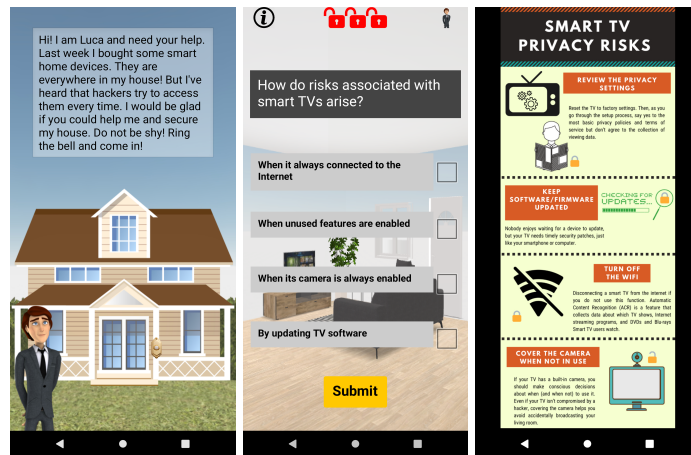 Hi! I am Luca and need your help.
Last week I bought some smart
home devices. They are
everywhere in my house! But I've
heard that hackers try to access
them every time. I would be glad
if you could help me and secure
my house. Do not be shy! Ring
the bell and come in!
How do risks associated with
smart TVs arise?
When it always connected to the
Internet
When unused features are enabled
When its camera is always enabled
By updating TV software
Submit
SMART TV
PRIVACY RISKS
REVIEW THE PRIVACY
SETTINGS
Reset the TV to factory settings. Then, as you
go through the setup process, say yes to the
most basic privacy policies and terms of
service but don't agree to the collection of
viewing data.
KEEP
SOFTWARE/FIRMWARE
UPDATED
CHECKING FOR
UPDATES...
Nobody enjoys waiting for a device to update,
but your TV needs timely security patches, just
like your smartphone or computer.
TURN OFF
THE WIFI
Disconnecting a smart TV from the internet if
you do not use this function. Automatic
Content Recognition (ACR) is a feature that
collects data about which TV shows, Internet
streaming programs, and DVDs and Blu-rays
Smart TV users watch.
COVER THE CAMERA
WHEN NOT IN USE
If your TV has a built-in camera, you
should make conscious decisions
about when (and when not) to use it.
Even if your TV isn't compromised by a
hacker, covering the camera helps you
avoid accidentally broadcasting your
living room.